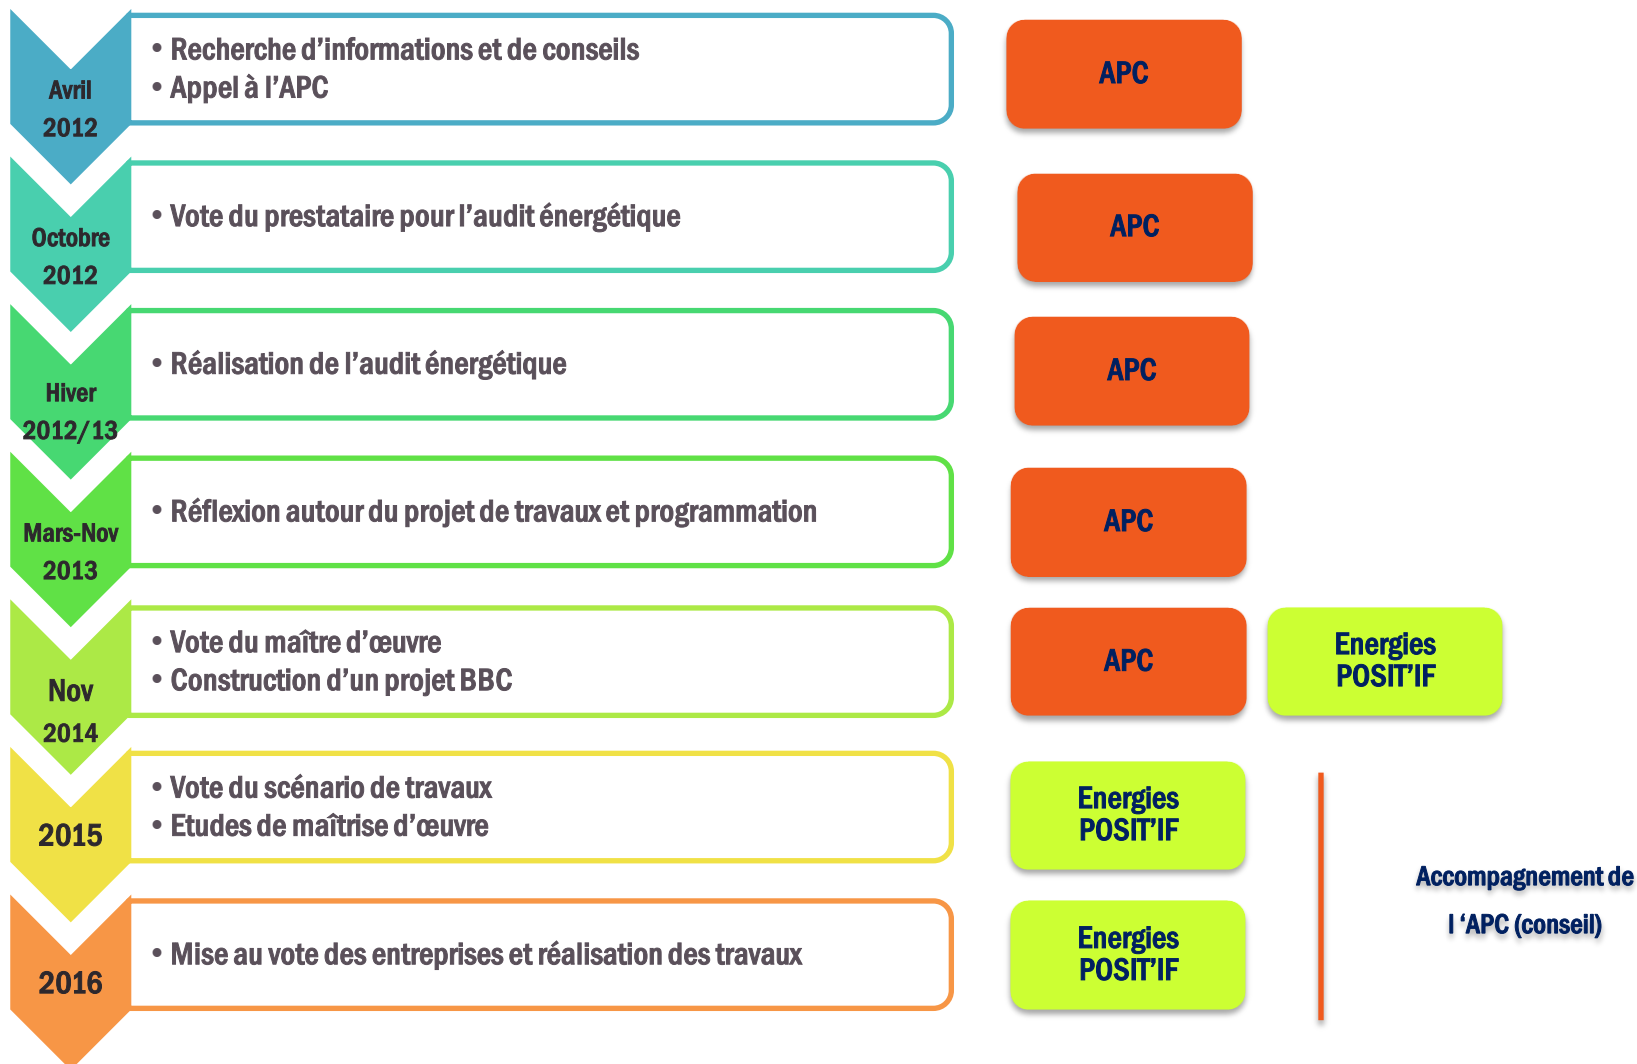 Avril
2012
• Recherche d’informations et de conseils
• Appel à l’APC
APC
Octobre
2012
• Vote du prestataire pour l’audit énergétique
APC
Hiver
2012/13
• Réalisation de l’audit énergétique
APC
Mars-Nov
2013
• Réflexion autour du projet de travaux et programmation
APC
Nov
2014
• Vote du maître d’œuvre
• Construction d’un projet BBC
APC
Energies
POSIT’IF
2015
• Vote du scénario de travaux
• Etudes de maîtrise d’œuvre
Energies
POSIT’IF
2016
• Mise au vote des entreprises et réalisation des travaux
Energies
POSIT’IF
Accompagnement de
l ‘APC (conseil)